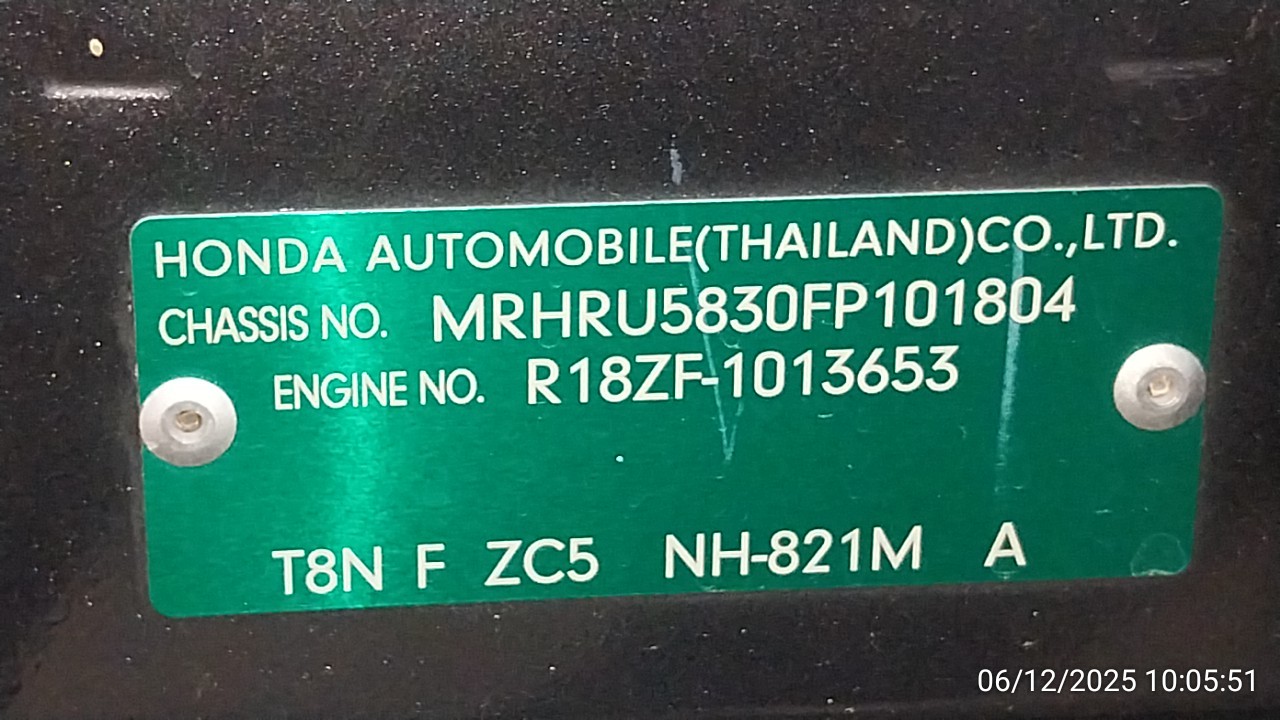 HONDA AUTOMOBILE(THAILAND)CO.,LTD.
CHASSIS NO. MRHRU5830FP101804
ENGINE NO. R18ZF-1013653
T8N F ZC5 NH-821M A
06/12/2025 10:05:51